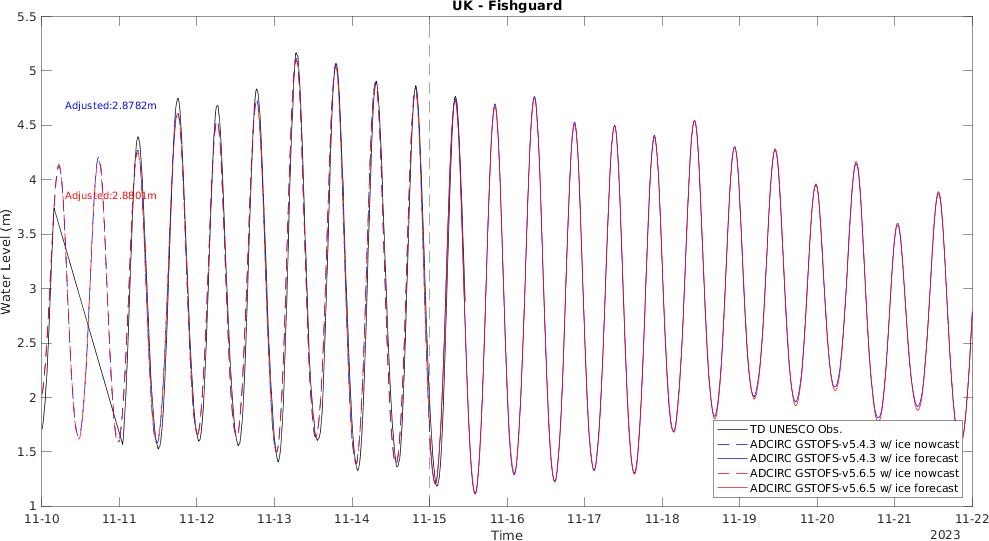 UK - Fishguard
5.5
5
4.5
4
3.5
3
2.5
2
1.5
1
Water Level (m)
Adjusted:2.8782m
Adjusted:2.8801m
TD UNESCO Obs.
ADCIRC GSTOFS-v5.4.3 w/ ice nowcast
ADCIRC GSTOFS-v5.4.3 w/ ice forecast
ADCIRC GSTOFS-v5.6.5 w/ ice nowcast
ADCIRC GSTOFS-v5.6.5 w/ ice forecast
11-10 11-11 11-12 11-13 11-14 11-15 11-16 11-17 11-18 11-19 11-20 11-21 11-22
Time
2023